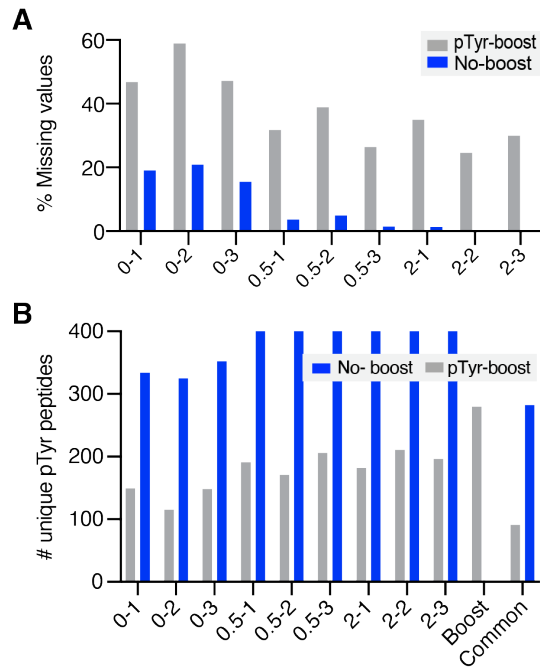 A
% Missing values
60
40
20
0
pTyr-boost
No-boost
0-1
0-2
0-3
0.5-1
0.5-2
0.5-3
2-1
2-2
2-3
B
# unique pTyr peptides
400
300
200
100
0
No- boost
pTyr-boost
0-1
0-2
0-3
0.5-1
0.5-2
0.5-3
2-1
2-2
2-3
Boost
Common